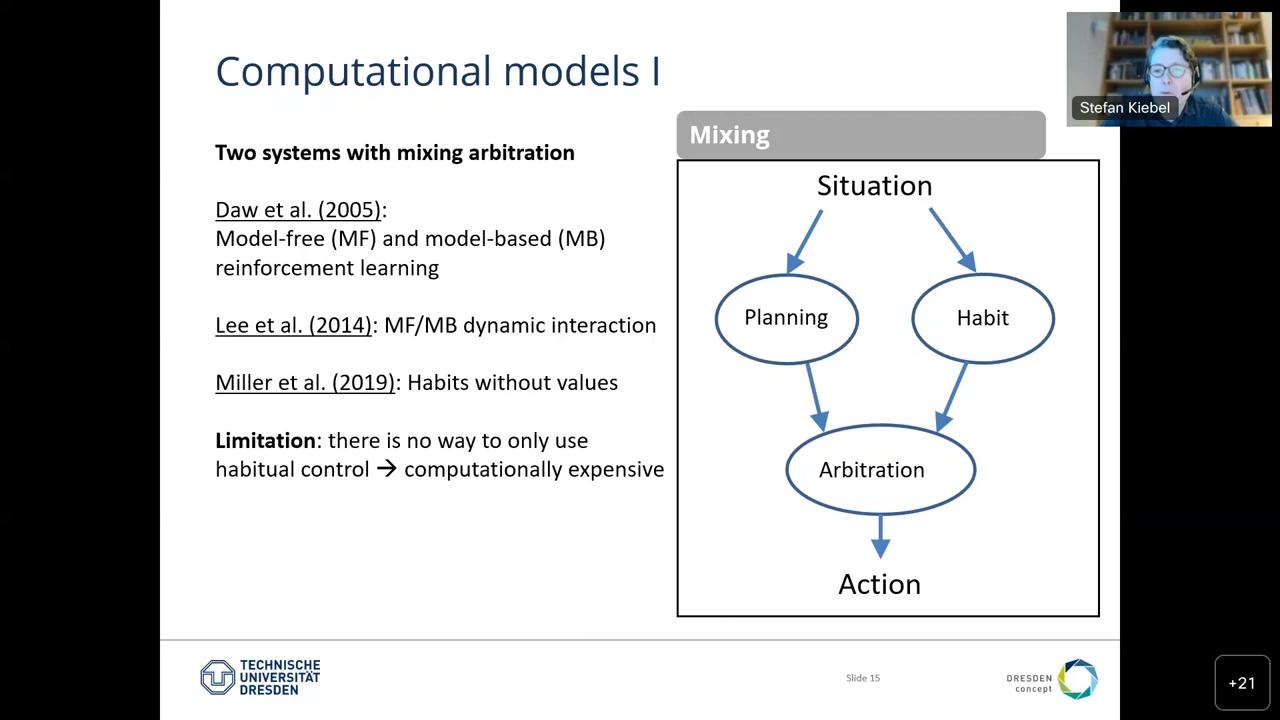 Computational models I
Stefan Kiebel
Two systems with mixing arbitration
Daw et al. (2005):
Model-free (MF) and model-based (MB)
reinforcement learning
Lee et al. (2014): MF/MB dynamic interaction
Miller et al. (2019): Habits without values
Limitation: there is no way to only use
habitual control → computationally expensive
Mixing
Situation
Planning
Habit
Arbitration
Action
TECHNISCHE
UNIVERSITÄT
DRESDEN
Slide 15
DRESDEN
concept
+21